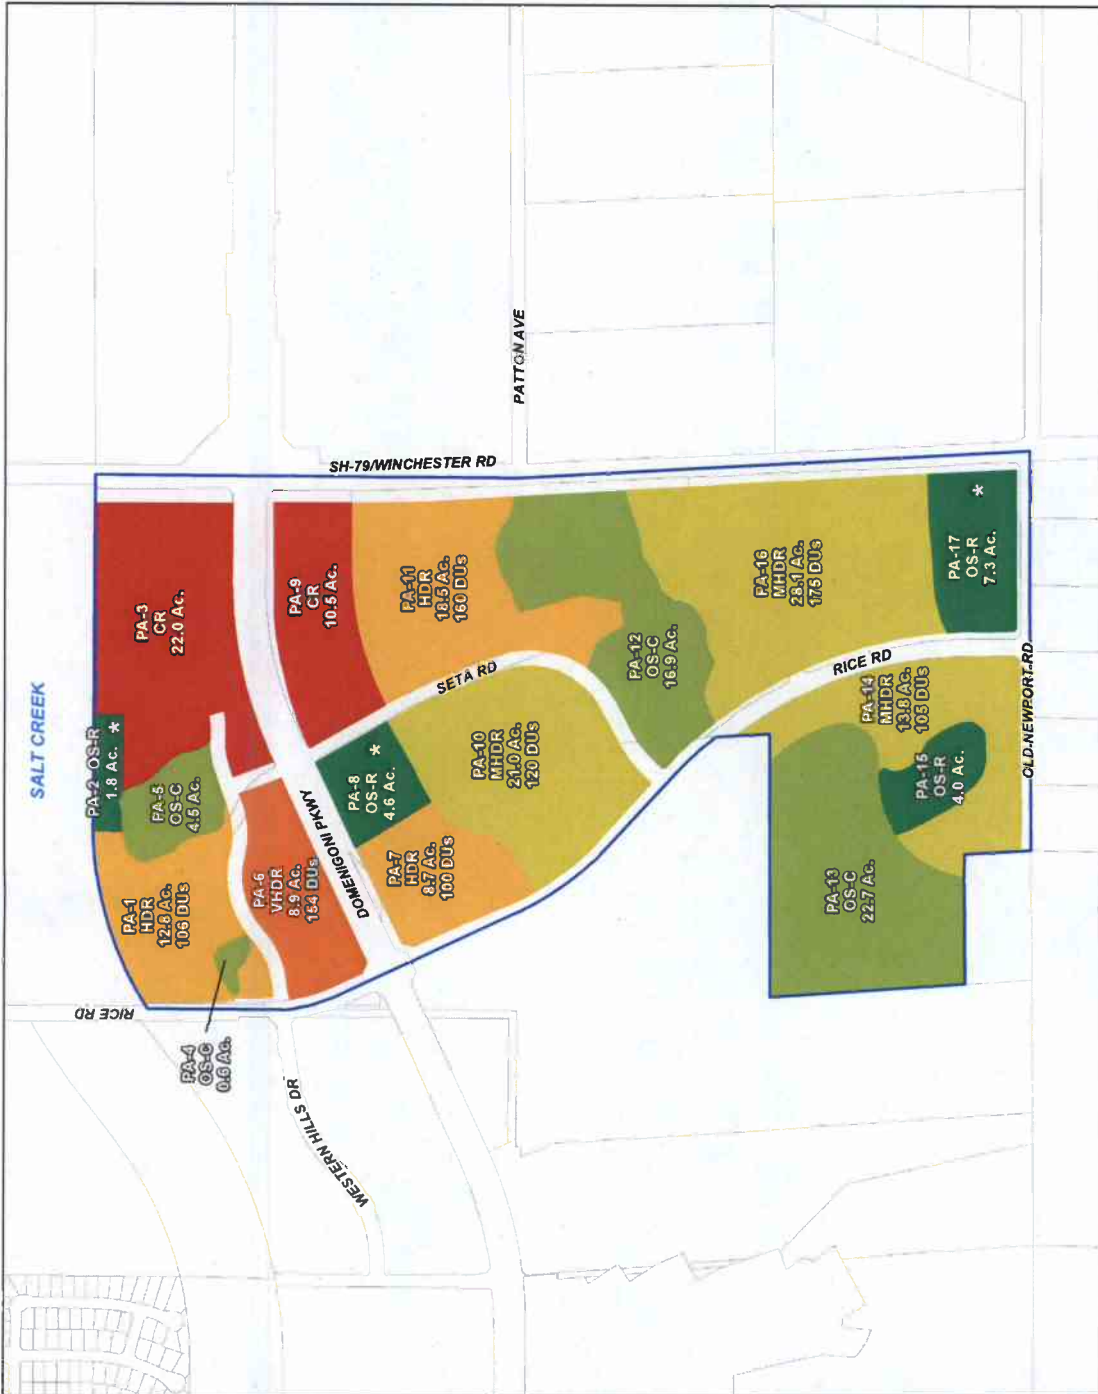 SALT CREEK
PA-2 OS-R
1.8 Ac. *
PA-3
CR
22.0 Ac.
PA-5
OS-C
4.5 Ac.
PA-1
HDR
12.8 Ac.
106 DUs
PA-6
VHDR
8.9 Ac.
154 DUs
PA-4
OS-C
0.6 Ac.
RICE RD
WESTERN HILLS DR
DOMENIGONI PKWY
SH-79/WINCHESTER RD
PATTON AVE
PA-9
CR
10.5 Ac.
PA-11
HDR
18.5 Ac.
160 DUs
SETA RD
PA-8
OS-R
4.6 Ac.
*
PA-7
HDR
8.7 Ac.
100 DUs
PA-10
MHDR
21.0 Ac.
120 DUs
PA-12
OS-C
16.9 Ac.
PA-16
MHDR
28.1 Ac.
175 DUs
RICE RD
PA-17
OS-R
7.3 Ac.
*
PA-14
MHDR
13.8 Ac.
105 DUs
PA-15
OS-R
4.0 Ac.
PA-13
OS-C
22.7 Ac.
OLD-NEWPORT-RD